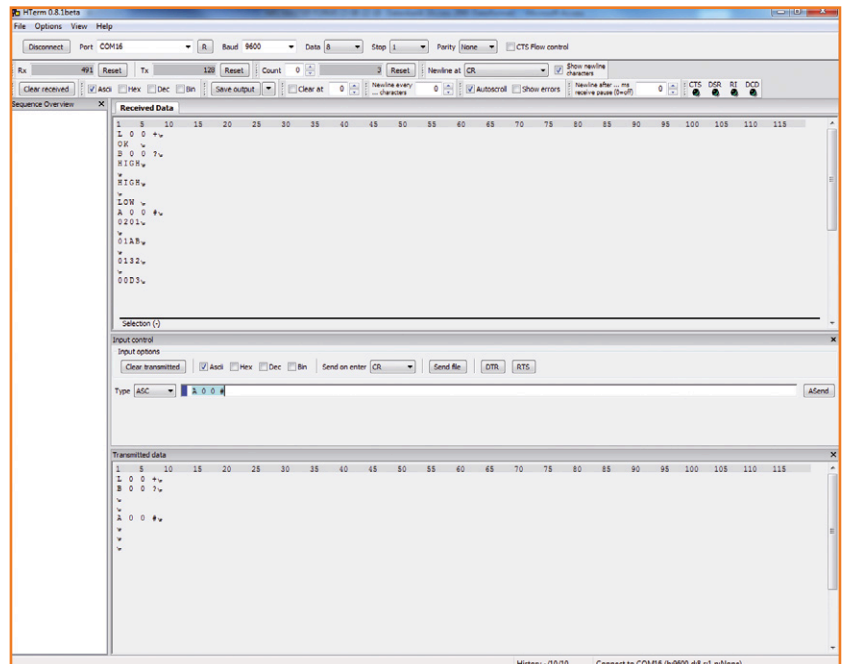 HTerm 0.8.1beta
File Options View Help
Disconnect Port COM16 R Baud 9600 Data 8 Stop 1 Parity None CTS Flow control
Rx 491 Reset Tx 128 Reset Count 0 3 Reset Newline at CR Show newline characters
Clear received Ascii Hex Dec Bin Save output Clear at 0 Newline every ... characters 0 Autoscroll Show errors Newline after ... ms receive pause (0=off) 0 CTS DSR RI DCD
Sequence Overview
Received Data
1 5 10 15 20 25 30 35 40 45 50 55 60 65 70 75 80 85 90 95 100 105 110 115
L 0 0 +
OK
B 0 0 ?
HIGH
HIGH
LOW
A 0 0 #
0201
01AB
0132
00D3
Selection (-)
Input control
Input options
Clear transmitted Ascii Hex Dec Bin Send on enter CR Send file DTR RTS
Type ASC A 0 0 # ASend
Transmitted data
1 5 10 15 20 25 30 35 40 45 50 55 60 65 70 75 80 85 90 95 100 105 110 115
L 0 0 +
B 0 0 ?
A 0 0 #